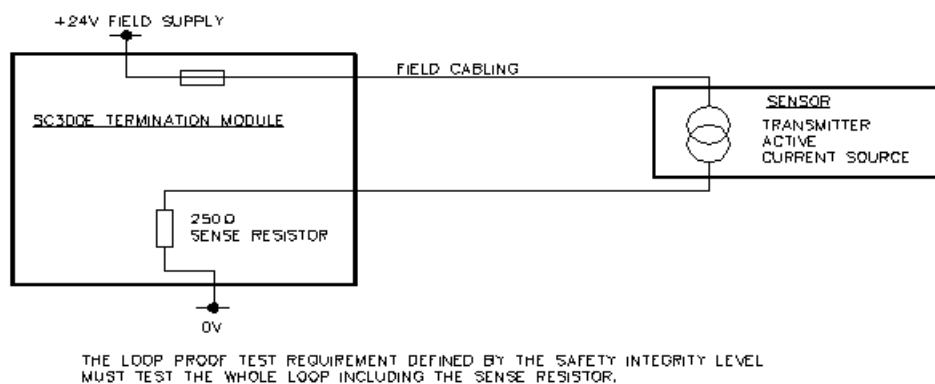 +24V FIELD SUPPLY
FIELD CABLING
SENSOR
TRANSMITTER
ACTIVE
CURRENT SOURCE
SC300E TERMINATION MODULE
250Ω
SENSE RESISTOR
0V
THE LOOP PROOF TEST REQUIREMENT DEFINED BY THE SAFETY INTEGRITY LEVEL
MUST TEST THE WHOLE LOOP INCLUDING THE SENSE RESISTOR.